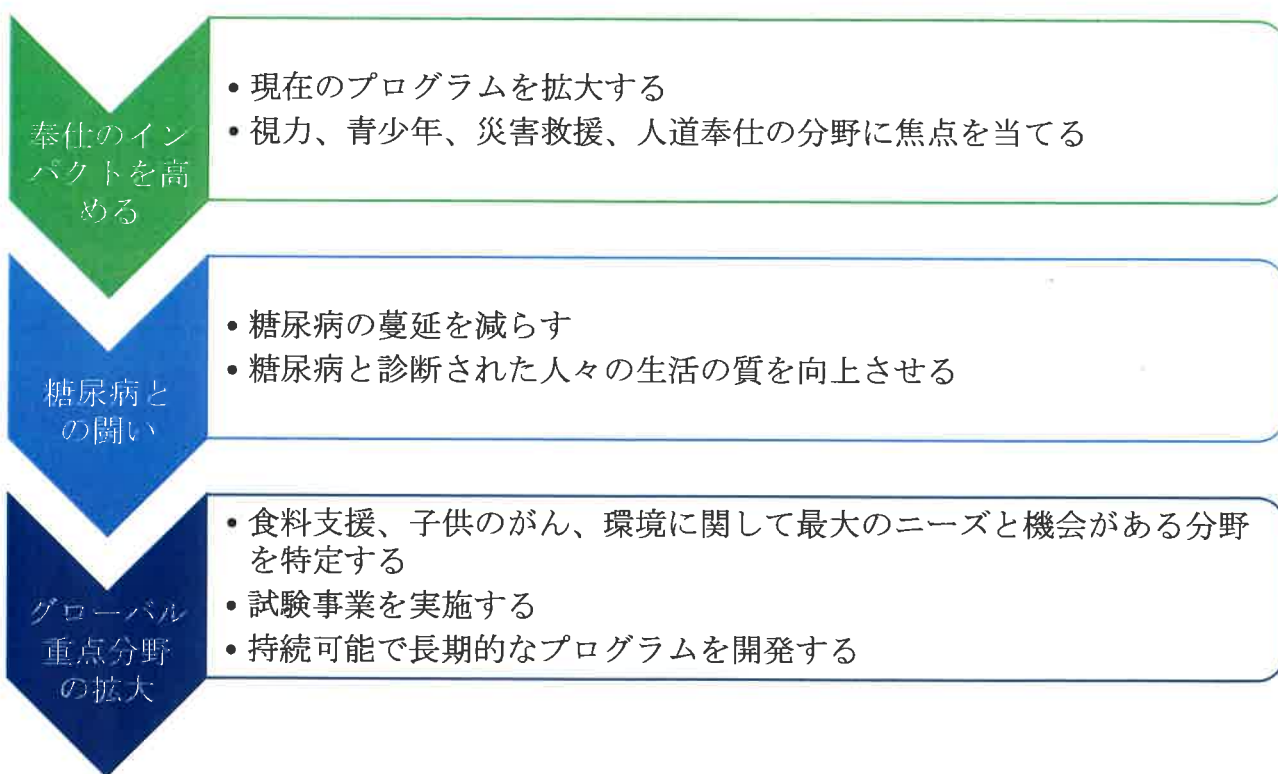 奉仕のイン
パクトを高
める
• 現在のプログラムを拡大する
• 視力、青少年、災害救援、人道奉仕の分野に焦点を当てる
糖尿病と
の闘い
• 糖尿病の蔓延を減らす
• 糖尿病と診断された人々の生活の質を向上させる
グローバル
重点分野
の拡大
• 食料支援、子供のがん、環境に関して最大のニーズと機会がある分野
を特定する
• 試験事業を実施する
• 持続可能で長期的なプログラムを開発する